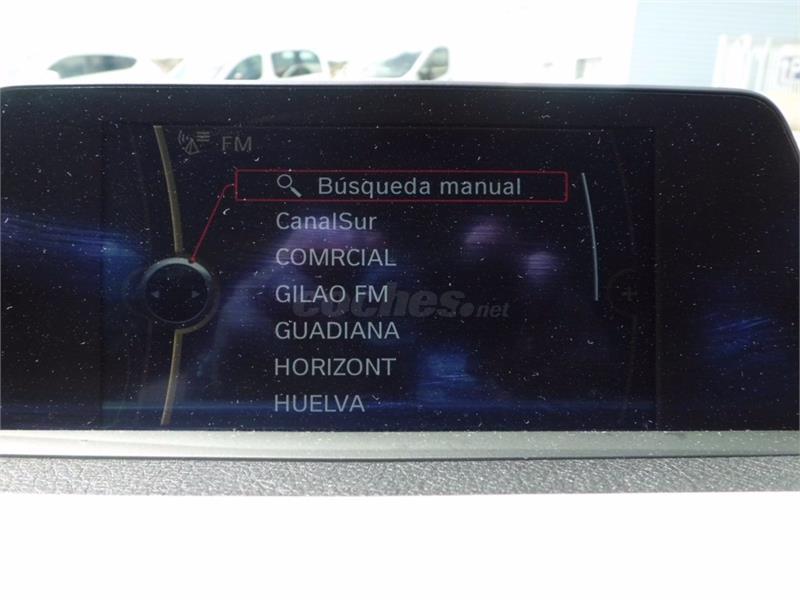 FM
Búsqueda manual
CanalSur
COMRCIAL
GILAO FM
coches.net
GUADIANA
HORIZONT
HUELVA